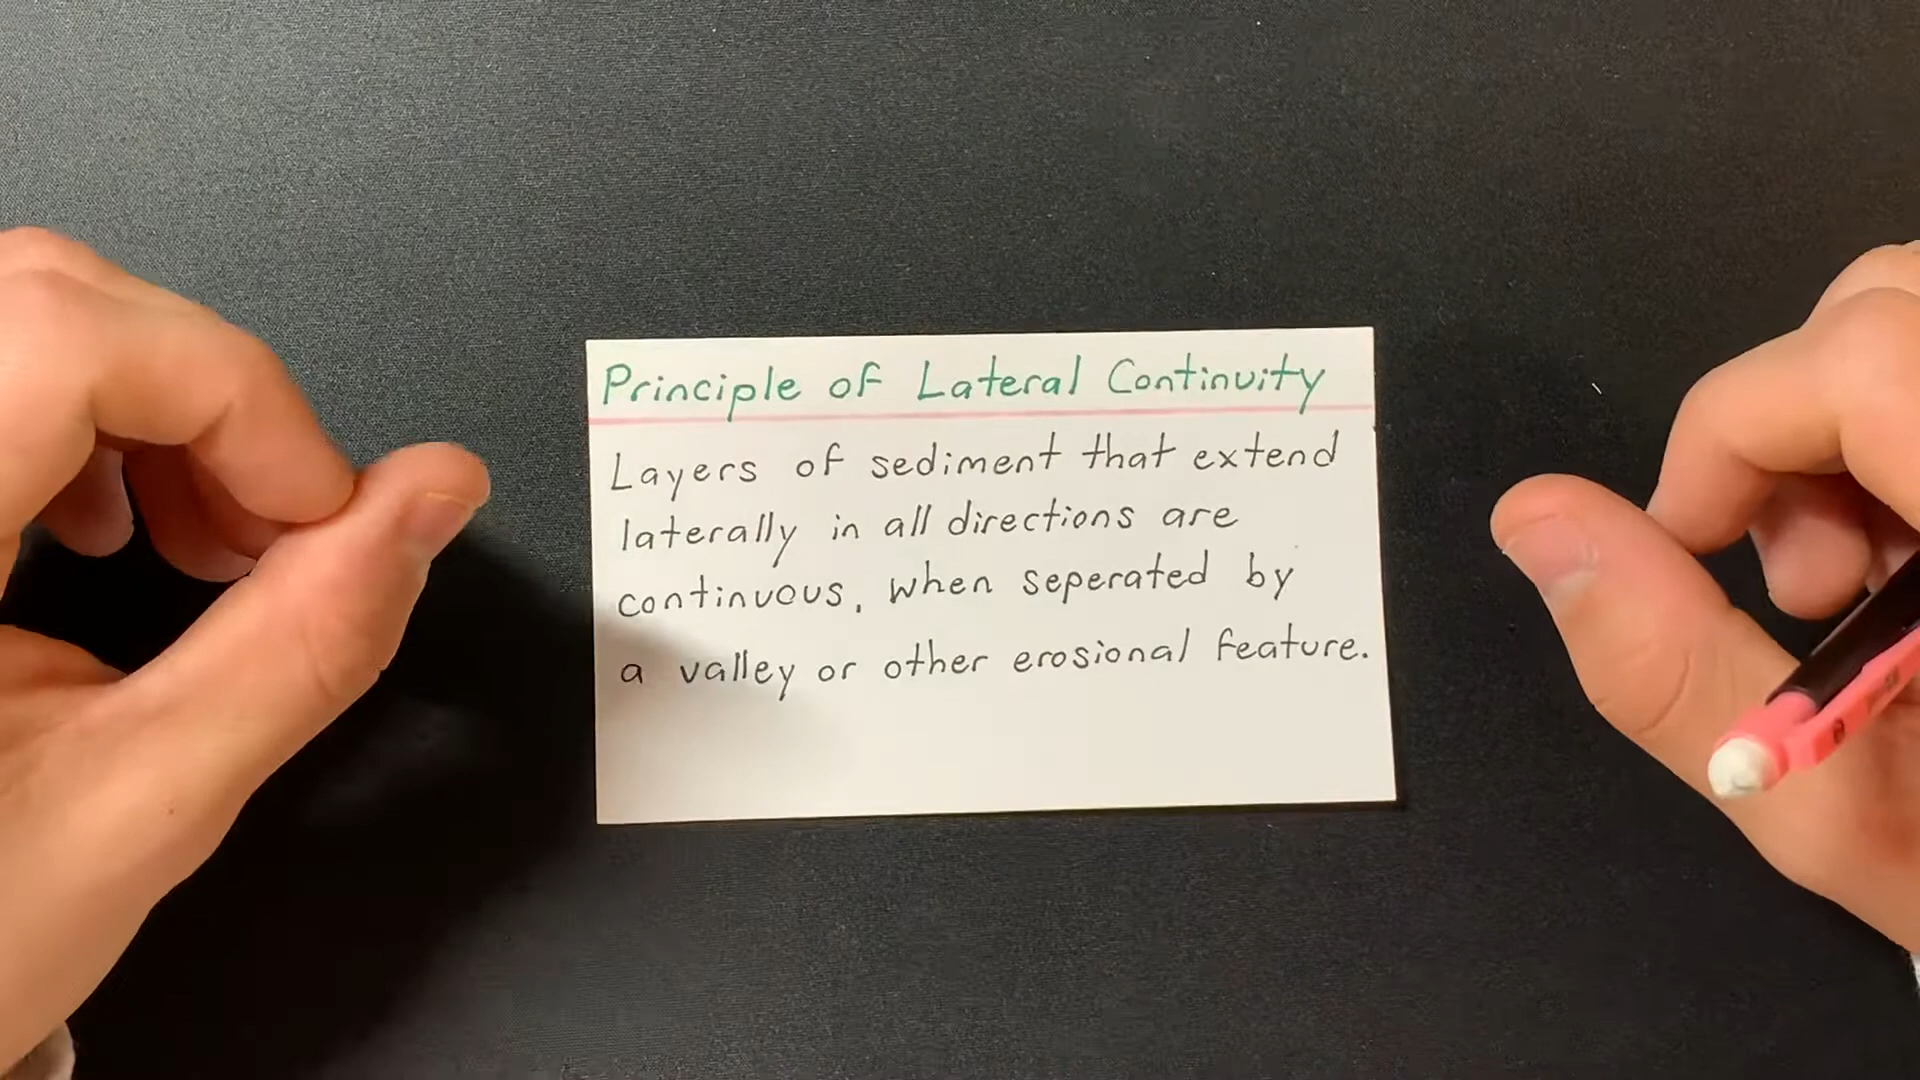 Principle of Lateral Continuity
Layers of sediment that extend
laterally in all directions are
continuous, when seperated by
a valley or other erosional feature.